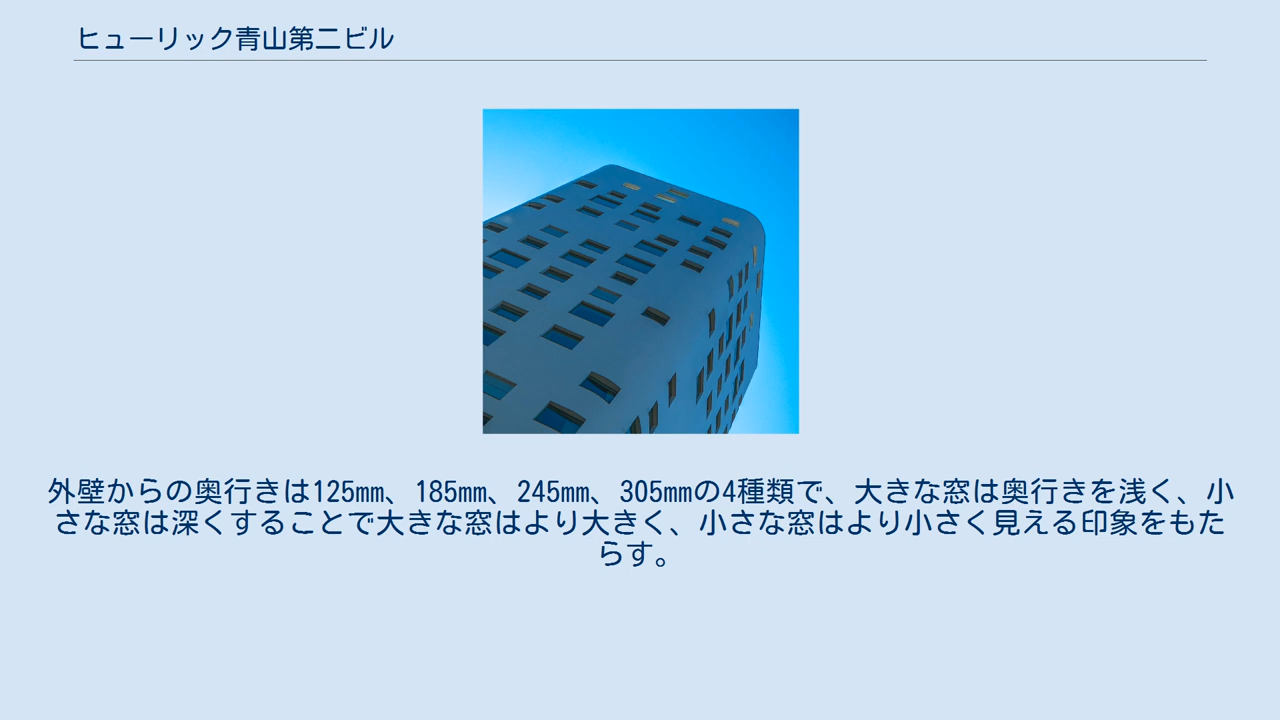 ヒューリック青山第二ビル
外壁からの奥行きは125mm、185mm、245mm、305mmの4種類で、大きな窓は奥行きを浅く、小
さな窓は深くすることで大きな窓はより大きく、小さな窓はより小さく見える印象をもた
らす。